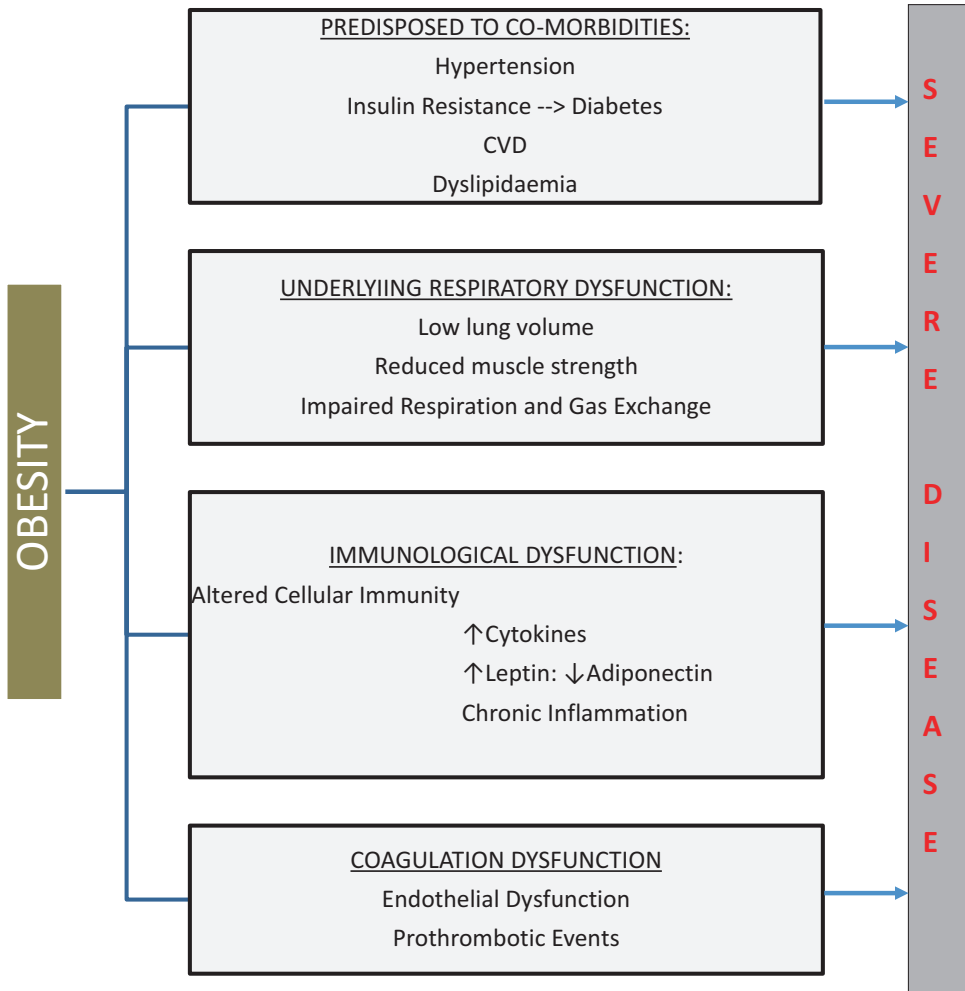 OBESITY
PREDISPOSED TO CO-MORBIDITIES:
Hypertension
Insulin Resistance --> Diabetes
CVD
Dyslipidaemia
UNDERLYIING RESPIRATORY DYSFUNCTION:
Low lung volume
Reduced muscle strength
Impaired Respiration and Gas Exchange
IMMUNOLOGICAL DYSFUNCTION:
Altered Cellular Immunity
↑Cytokines
↑Leptin: ↓Adiponectin
Chronic Inflammation
COAGULATION DYSFUNCTION
Endothelial Dysfunction
Prothrombotic Events
SEVERE DISEASE